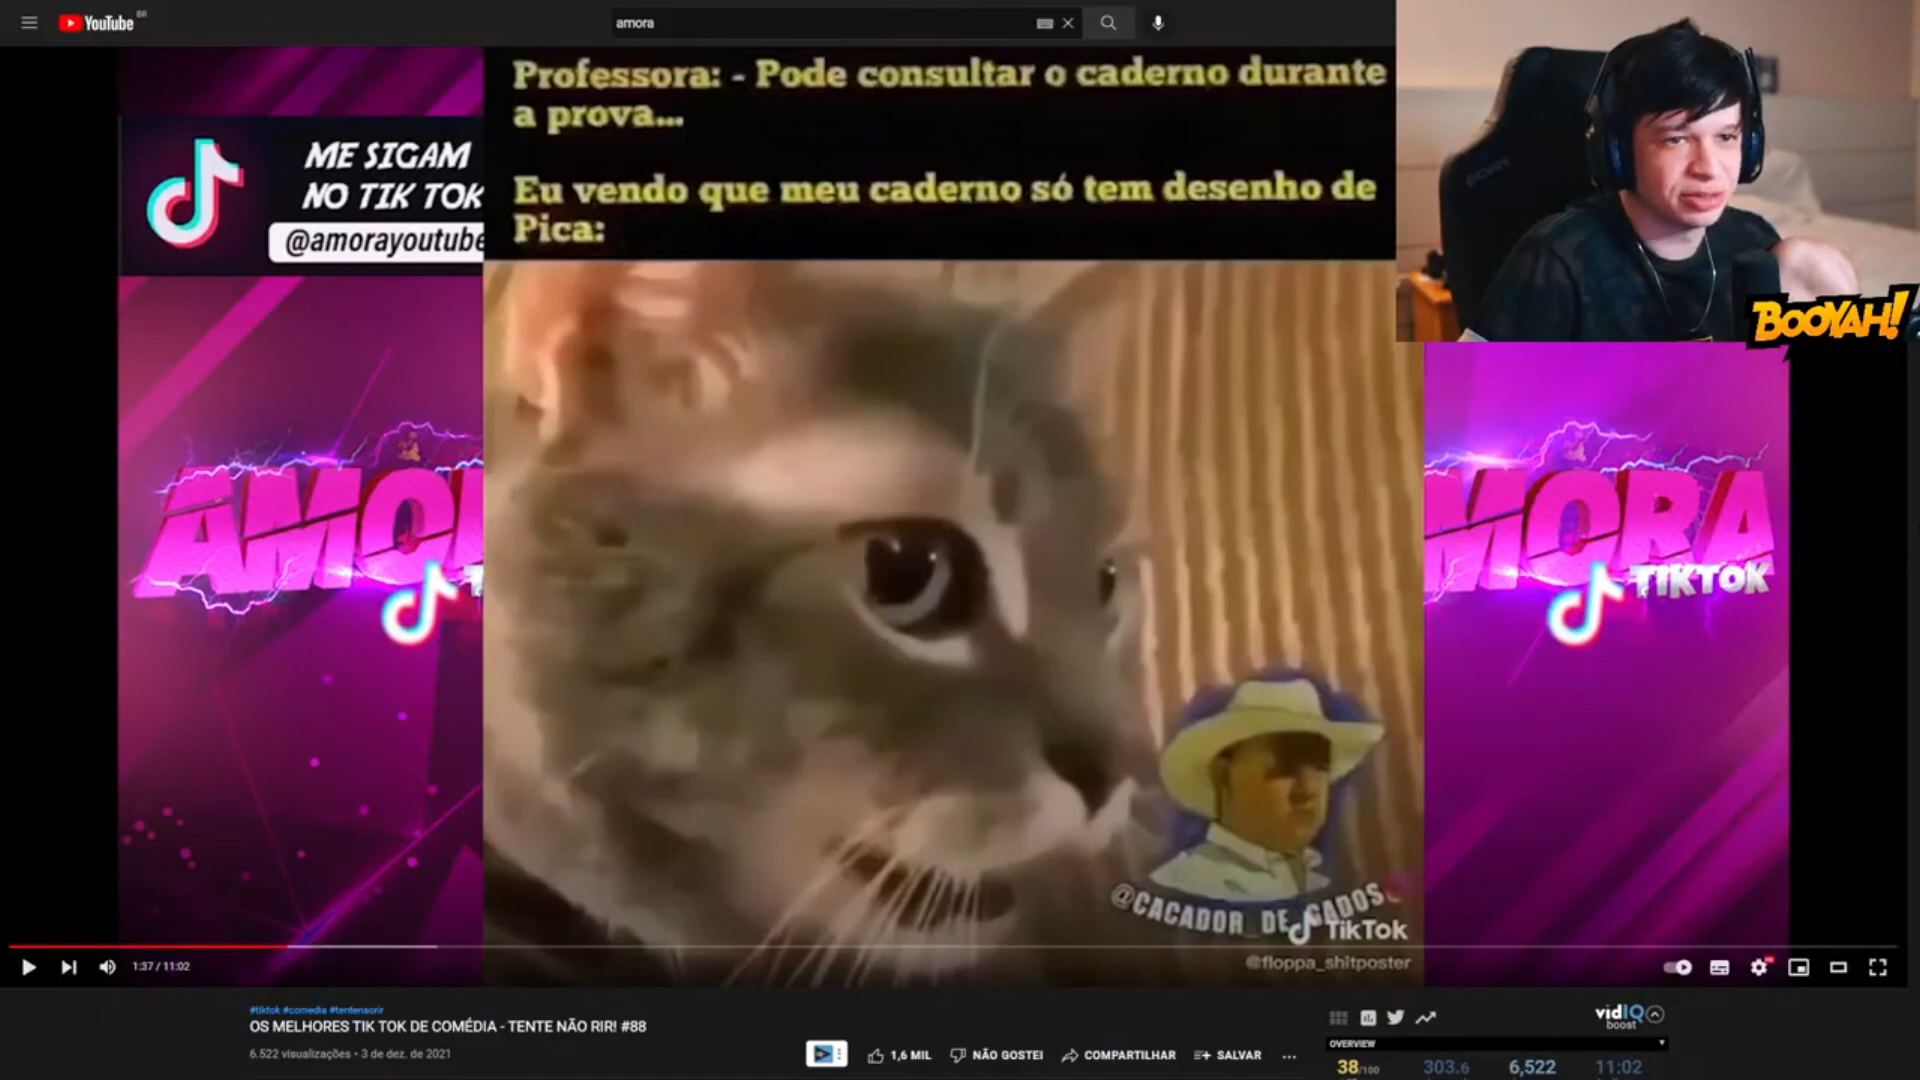 YouTube BR
amora
Professora: - Pode consultar o caderno durante
a prova...
Eu vendo que meu caderno só tem desenho de
Pica:
ME SIGAM
NO TIK TOK
@amorayoutube
BOOYAH!
AMO
MORA
TIKTOK
@CACADOR_DE_GADOS
TikTok
@floppa_shitposter
1:37 / 11:02
#tiktok #comedia #tentenaorir
OS MELHORES TIK TOK DE COMÉDIA - TENTE NÃO RIR! #88
6.522 visualizações • 3 de dez. de 2021
1,6 MIL
NÃO GOSTEI
COMPARTILHAR
SALVAR
vidIQ
boost
OVERVIEW
38/100
303.6
6,522
11:02